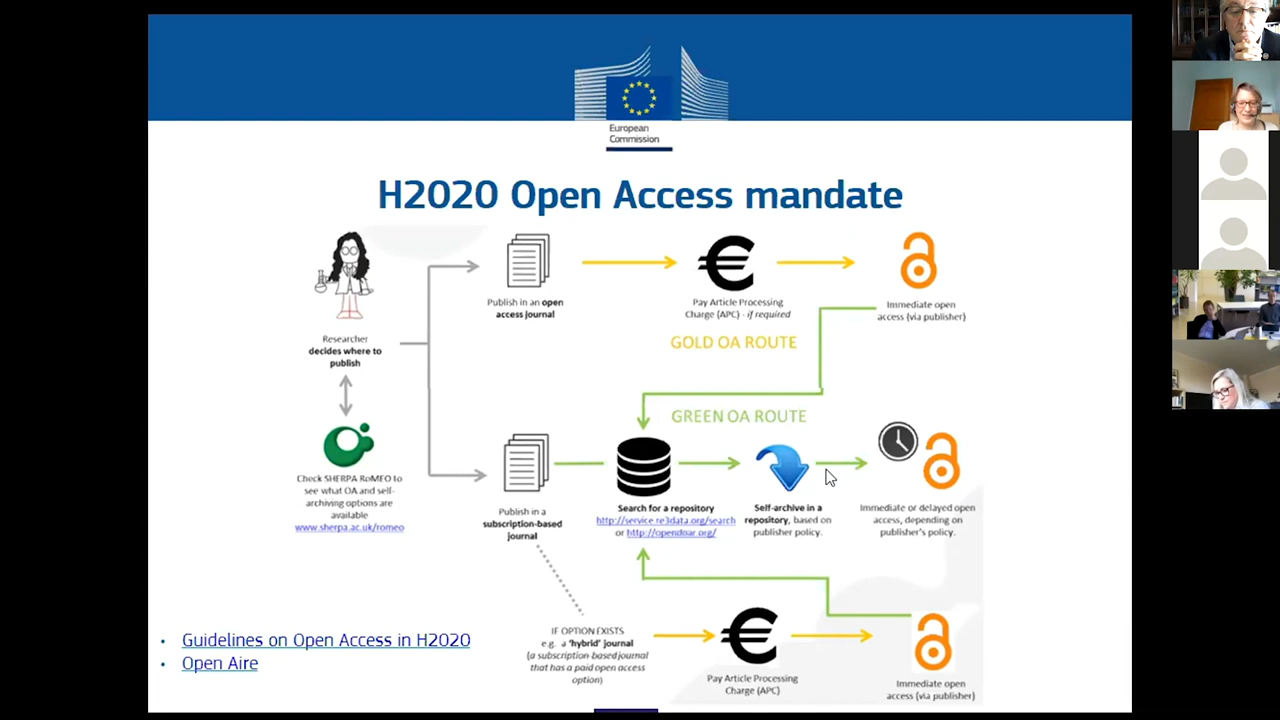 European
Commission
H2020 Open Access mandate
Publish in an open
access journal
Pay Article Processing
Charge (APC) - if required
Immediate open
access (via publisher)
GOLD OA ROUTE
Researcher
decides where to
publish
GREEN OA ROUTE
Check SHERPA RoMEO to
see what OA and self-
archiving options are
available
www.sherpa.ac.uk/romeo
Publish in a
subscription-based
journal
Search for a repository
http://service.re3data.org/search
or http://opendoar.org/
Self-archive in a
repository, based on
publisher policy.
Immediate or delayed open
access, depending on
publisher's policy.
IF OPTION EXISTS
e.g. a 'hybrid' journal
(a subscription-based journal
that has a paid open access
option)
Pay Article Processing
Charge (APC)
Immediate open
access (via publisher)
• Guidelines on Open Access in H2020
• Open Aire